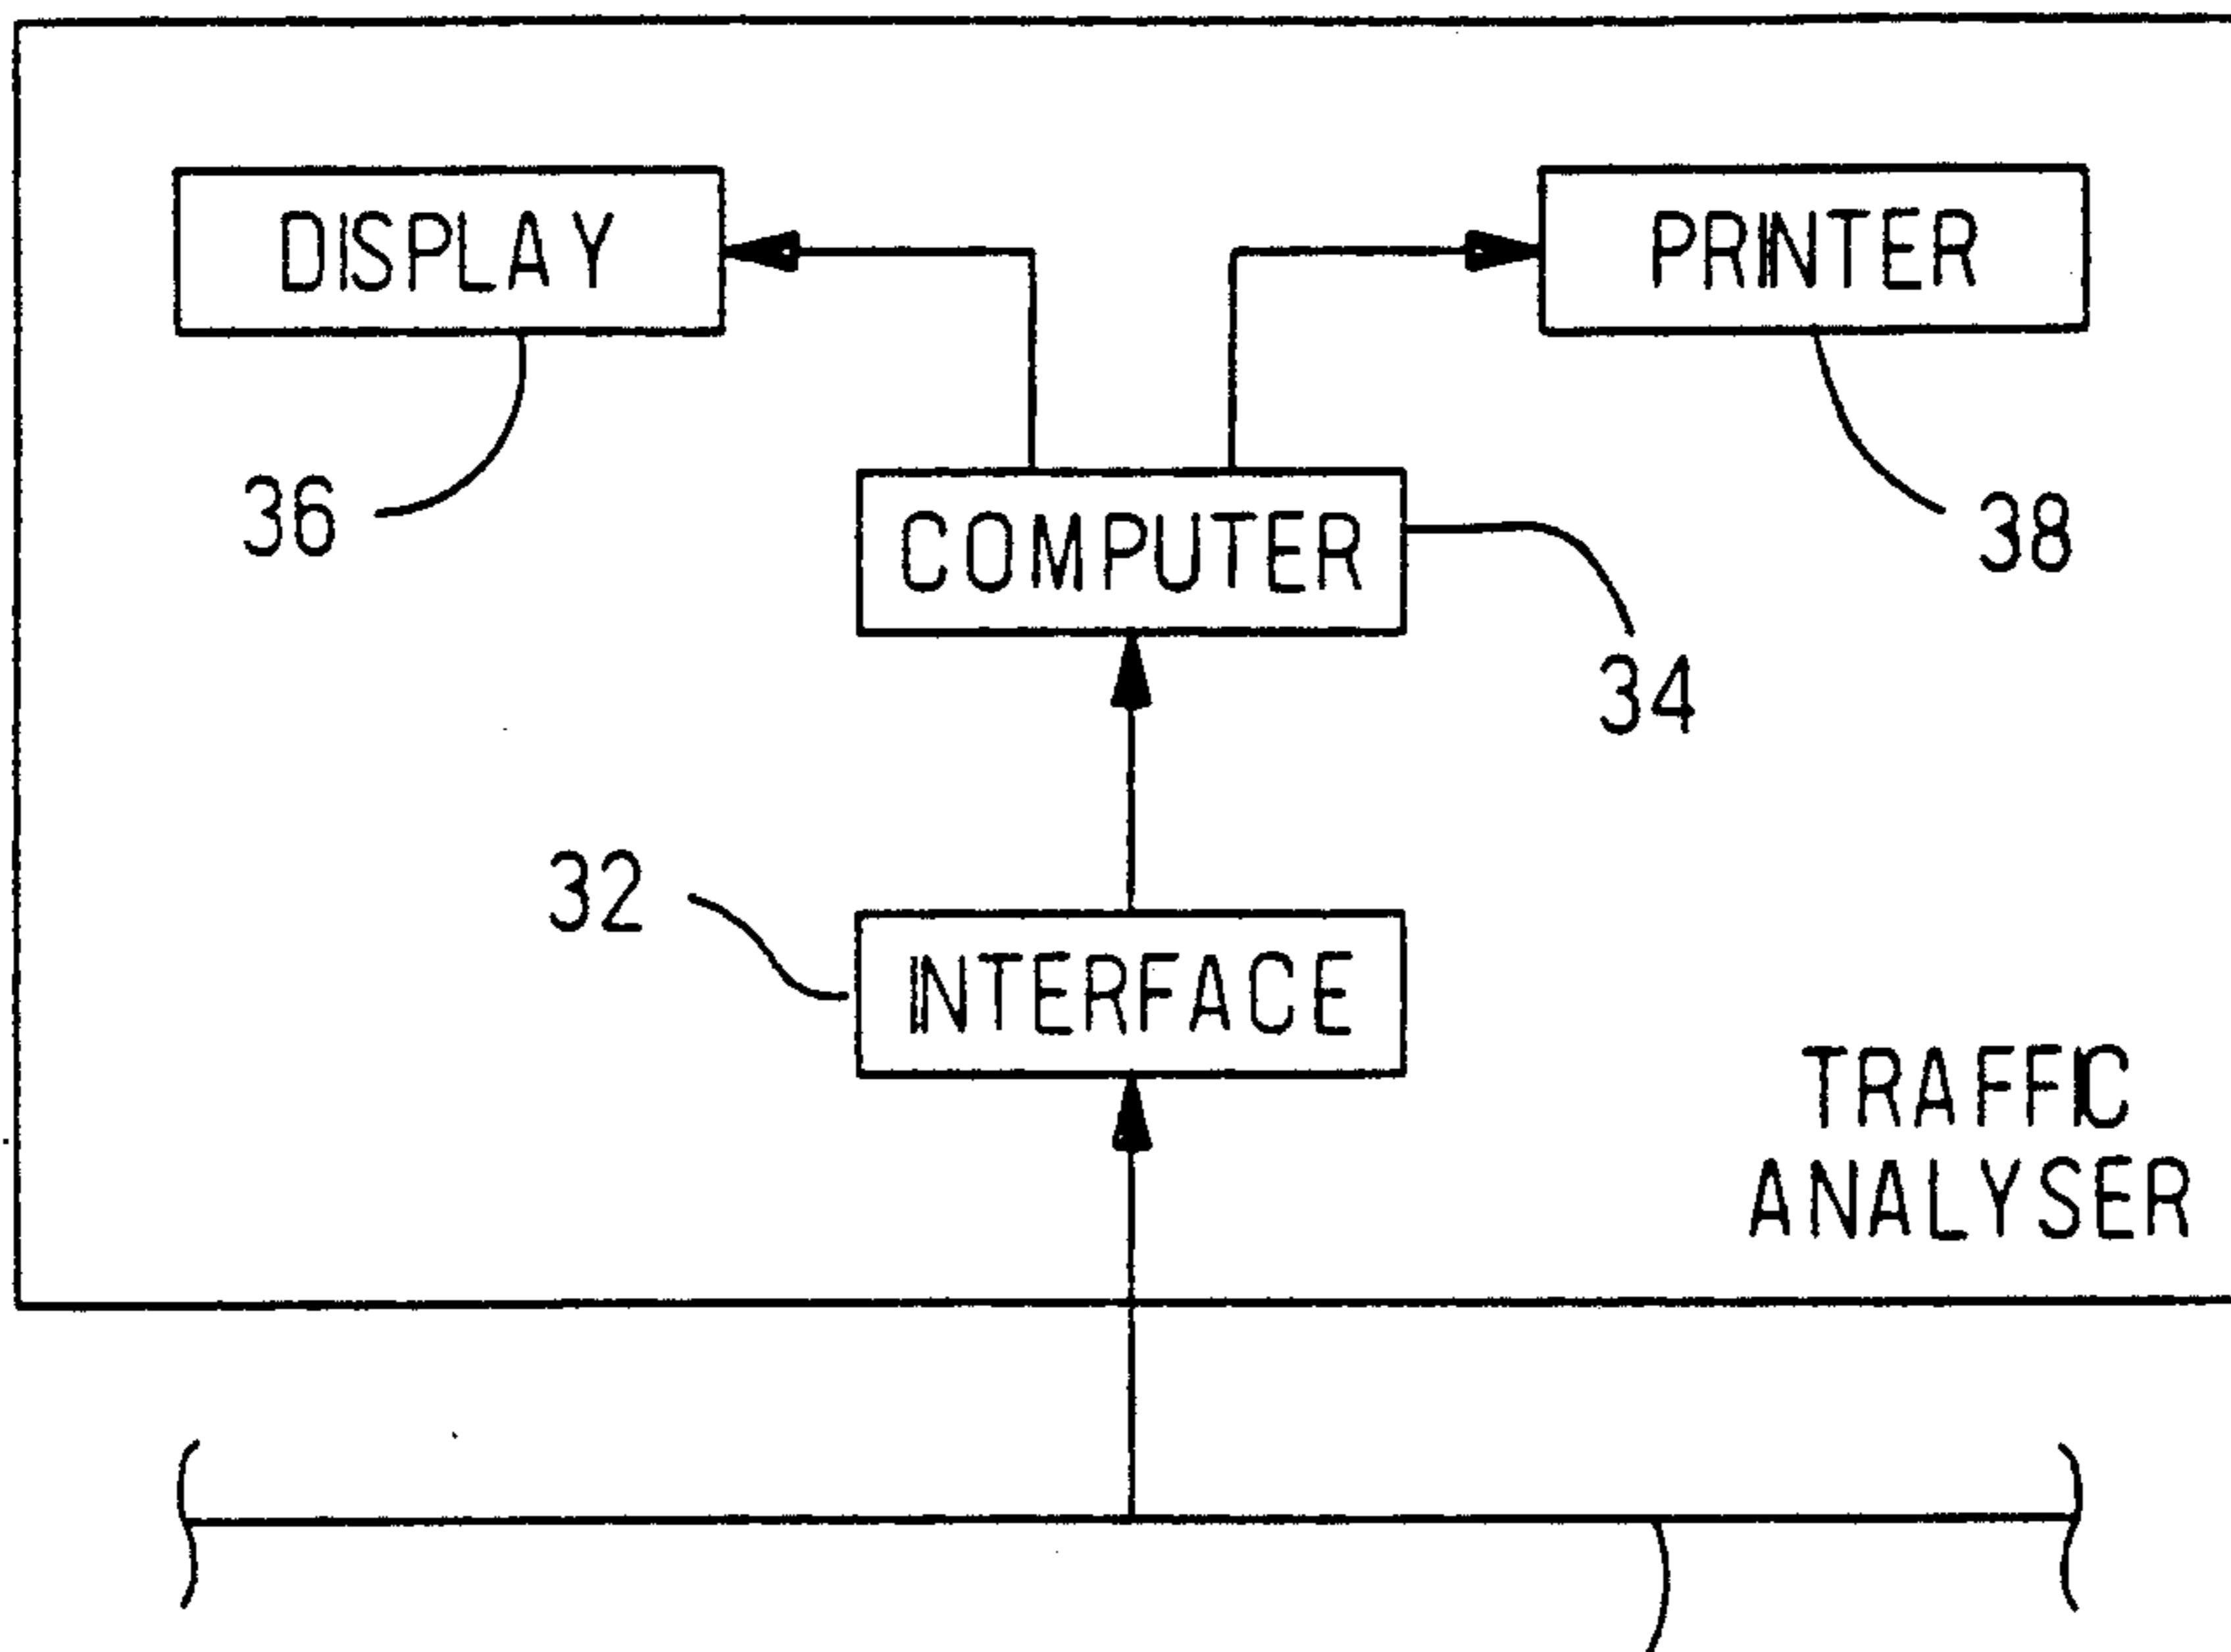 DISPLAY
PRINTER
36
COMPUTER
38
34
32
INTERFACE
TRAFFIC
ANALYSER